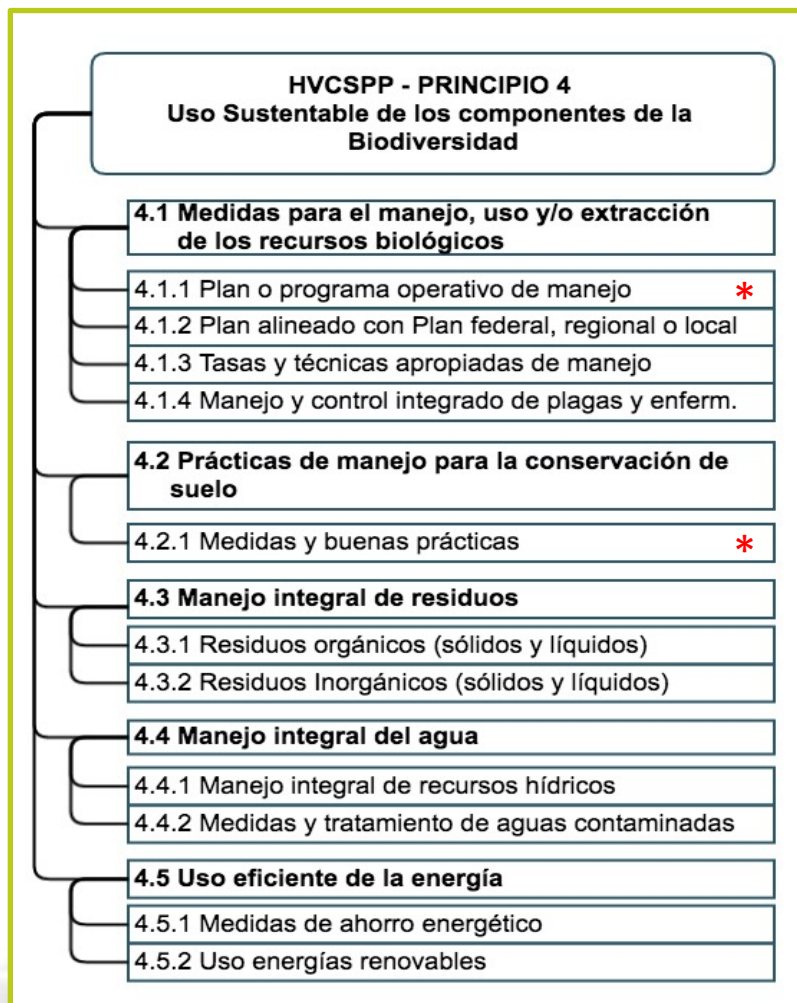 HVCSPP - PRINCIPIO 4
Uso Sustentable de los componentes de la
Biodiversidad
4.1 Medidas para el manejo, uso y/o extracción
de los recursos biológicos
4.1.1 Plan o programa operativo de manejo *
4.1.2 Plan alineado con Plan federal, regional o local
4.1.3 Tasas y técnicas apropiadas de manejo
4.1.4 Manejo y control integrado de plagas y enferm.
4.2 Prácticas de manejo para la conservación de
suelo
4.2.1 Medidas y buenas prácticas *
4.3 Manejo integral de residuos
4.3.1 Residuos orgánicos (sólidos y líquidos)
4.3.2 Residuos Inorgánicos (sólidos y líquidos)
4.4 Manejo integral del agua
4.4.1 Manejo integral de recursos hídricos
4.4.2 Medidas y tratamiento de aguas contaminadas
4.5 Uso eficiente de la energía
4.5.1 Medidas de ahorro energético
4.5.2 Uso energías renovables